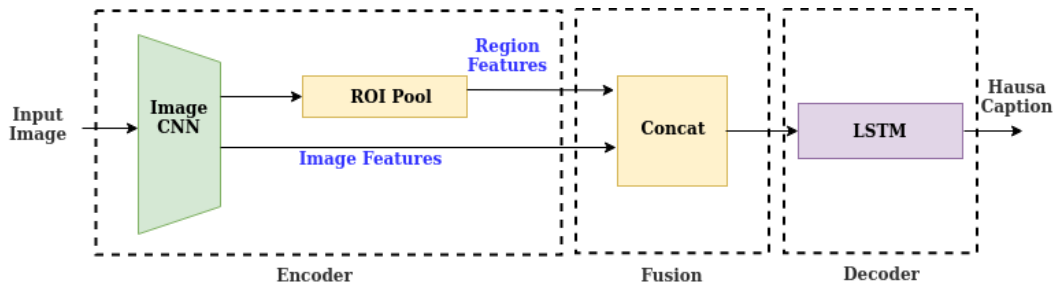 Input
Image
Image
CNN
ROI Pool
Region
Features
Image Features
Concat
LSTM
Hausa
Caption
Encoder
Fusion
Decoder